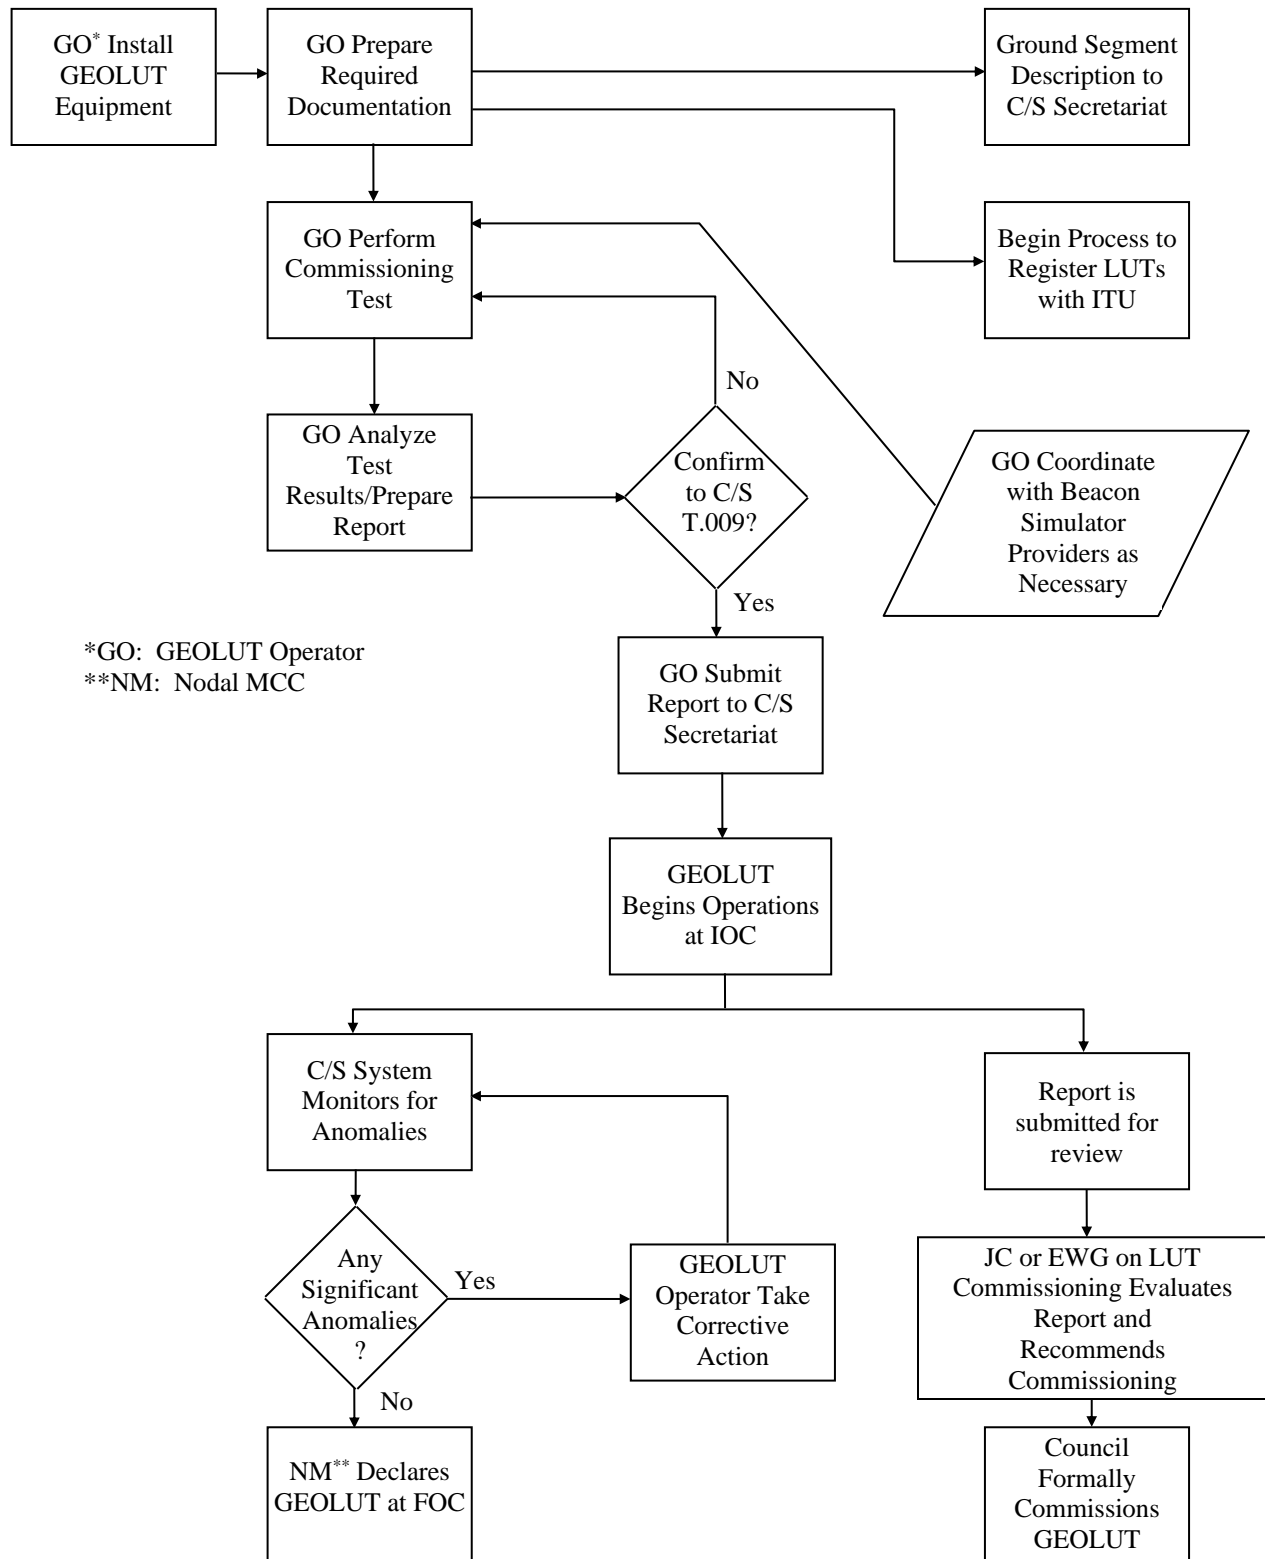 GO* Install
GEOLUT
Equipment
GO Prepare
Required
Documentation
Ground Segment
Description to
C/S Secretariat
GO Perform
Commissioning
Test
Begin Process to
Register LUTs
with ITU
No
GO Analyze
Test
Results/Prepare
Report
Confirm
to C/S
T.009?
GO Coordinate
with Beacon
Simulator
Providers as
Necessary
Yes
*GO: GEOLUT Operator
**NM: Nodal MCC
GO Submit
Report to C/S
Secretariat
GEOLUT
Begins Operations
at IOC
C/S System
Monitors for
Anomalies
Report is
submitted for
review
Any
Significant
Anomalies
?
Yes
GEOLUT
Operator Take
Corrective
Action
JC or EWG on LUT
Commissioning Evaluates
Report and
Recommends
Commissioning
No
NM** Declares
GEOLUT at FOC
Council
Formally
Commissions
GEOLUT